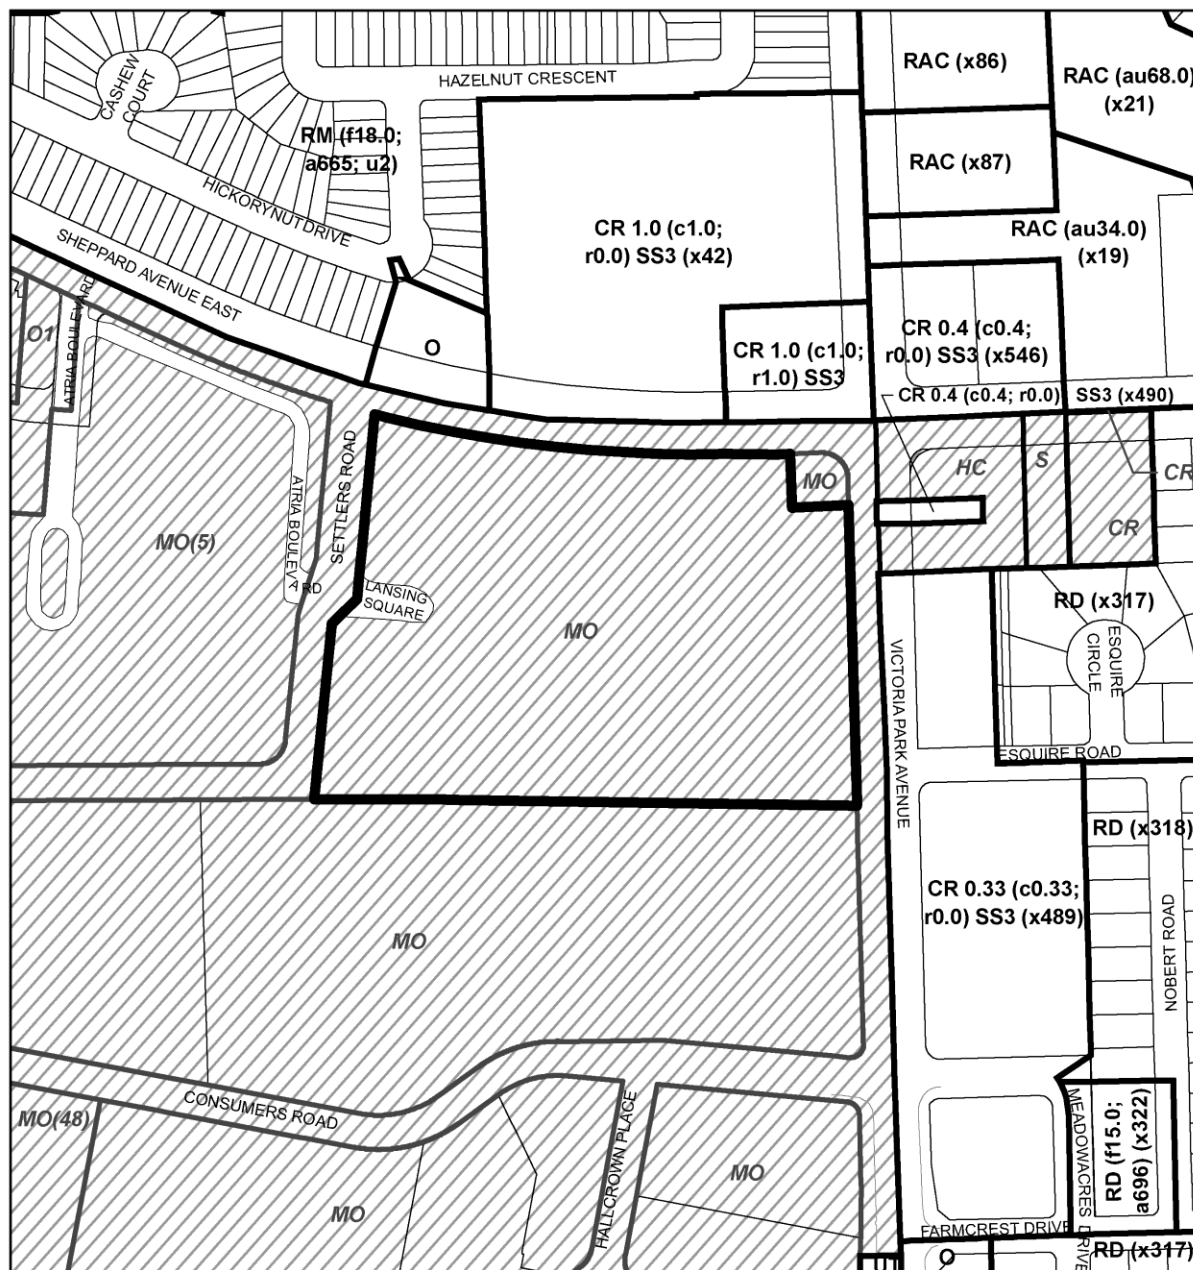 CASHEW
COURT
HAZELNUT CRESCENT
RAC (x86)
RAC (au68.0)
(x21)
RM (f18.0;
a665; u2)
RAC (x87)
HICKORYNUT DRIVE
SHEPPARD AVENUE EAST
CR 1.0 (c1.0;
r0.0) SS3 (x42)
RAC (au34.0)
(x19)
O1
ATRIA BOULEVARD
O
CR 1.0 (c1.0;
r1.0) SS3
CR 0.4 (c0.4;
r0.0) SS3 (x546)
CR 0.4 (c0.4; r0.0) SS3 (x490)
SETTLERS ROAD
ATRIA BOULEVARD
MO
HC
S
CR
CR
MO(5)
LANSING
SQUARE
MO
RD (x317)
ESQUIRE
CIRCLE
VICTORIA PARK AVENUE
ESQUIRE ROAD
RD (x318)
CR 0.33 (c0.33;
r0.0) SS3 (x489)
NOBERT ROAD
MO
CONSUMERS ROAD
MO(48)
HALLCROWN PLACE
MO
MO
MEADOWACRES DRIVE
RD (f15.0;
a696) (x322)
FARMCREST DRIVE
O
RD (x317)